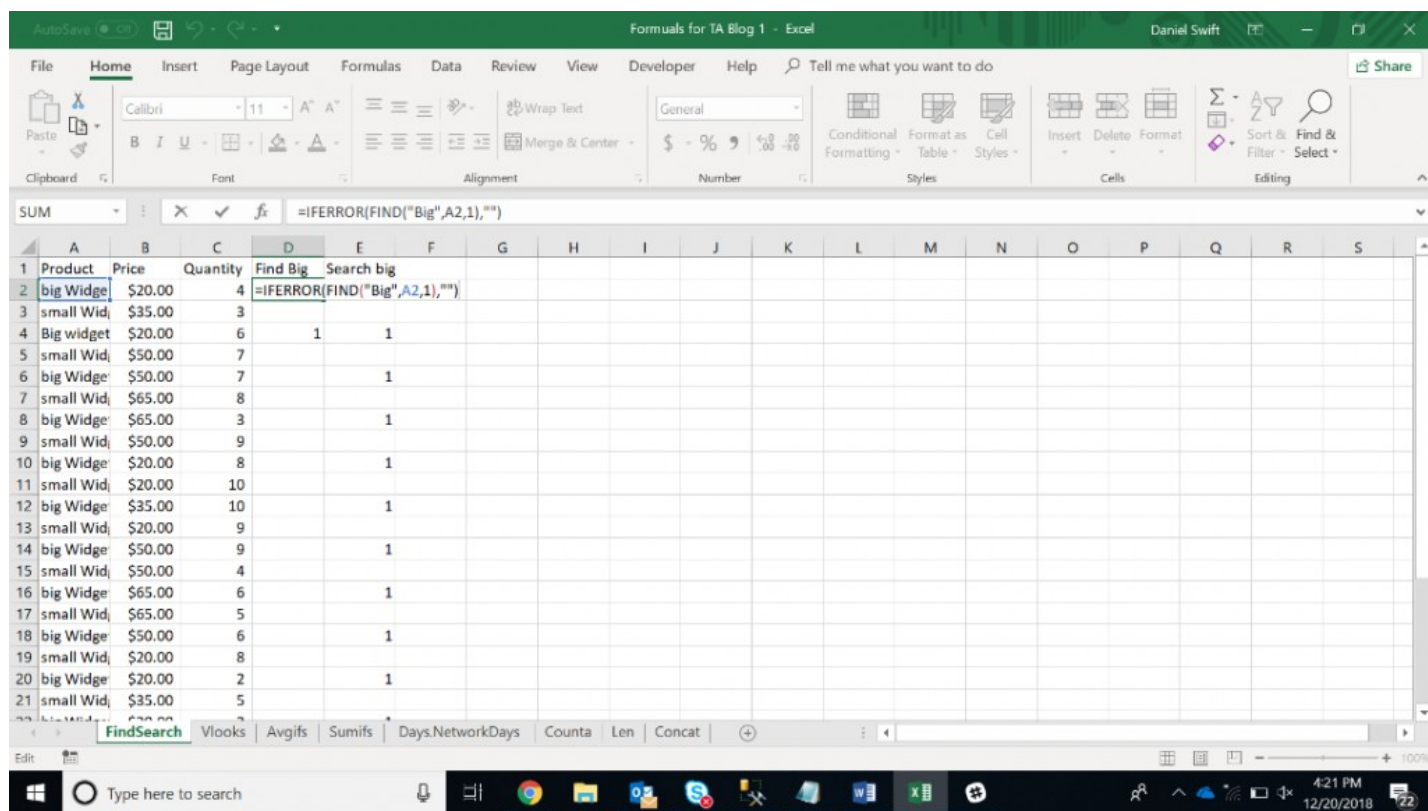 AutoSave Off Formuals for TA Blog 1 - Excel Daniel Swift
File Home Insert Page Layout Formulas Data Review View Developer Help Tell me what you want to do Share
Calibri 11 A^ A˅ Wrap Text General
Paste B I U A Merge & Center $ % , Conditional Formatting Format as Table Cell Styles Insert Delete Format Σ Sort & Filter Find & Select
Clipboard Font Alignment Number Styles Cells Editing
SUM fx =IFERROR(FIND("Big",A2,1),"")
A B C D E F G H I J K L M N O P Q R S
1 Product Price Quantity Find Big Search big
2 big Widge $20.00 4 =IFERROR(FIND("Big",A2,1),"")
3 small Wid $35.00 3
4 Big widget $20.00 6 1 1
5 small Wid $50.00 7
6 big Widge $50.00 7 1
7 small Wid $65.00 8
8 big Widge $65.00 3 1
9 small Wid $50.00 9
10 big Widge $20.00 8 1
11 small Wid $20.00 10
12 big Widge $35.00 10 1
13 small Wid $20.00 9
14 big Widge $50.00 9 1
15 small Wid $50.00 4
16 big Widge $65.00 6 1
17 small Wid $65.00 5
18 big Widge $50.00 6 1
19 small Wid $20.00 8
20 big Widge $20.00 2 1
21 small Wid $35.00 5
FindSearch Vlooks Avgifs Sumifs Days.NetworkDays Counta Len Concat
Edit 100%
Type here to search 4:21 PM
12/20/2018 22